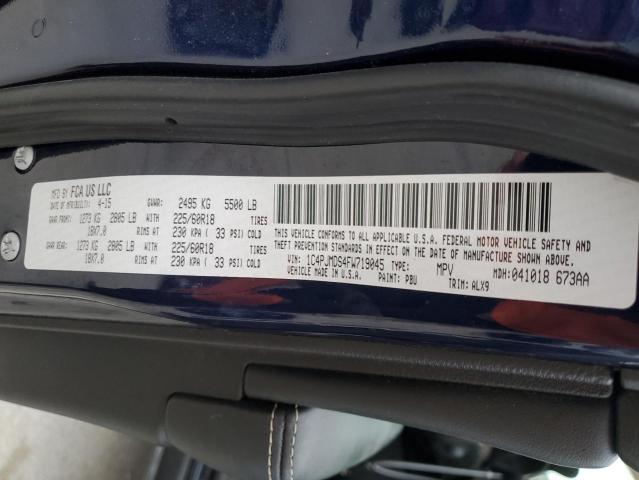 MFD BY FCA US LLC
DATE OF MFR(BUILT): 4-15 GVWR: 2495 KG 5500 LB
GAWR FRONT: 1273 KG 2805 LB WITH 225/60R18 TIRES
18X7.0 RIMS AT 230 KPA ( 33 PSI) COLD
GAWR REAR: 1273 KG 2805 LB WITH 225/60R18 TIRES
18X7.0 RIMS AT 230 KPA ( 33 PSI) COLD
THIS VEHICLE CONFORMS TO ALL APPLICABLE U.S.A. FEDERAL MOTOR VEHICLE SAFETY AND
THEFT PREVENTION STANDARDS IN EFFECT ON THE DATE OF MANUFACTURE SHOWN ABOVE.
VIN: 1C4PJMDS4FW719045 TYPE: MPV MDH: 041018 673AA
PAINT: PBU TRIM: ALX9